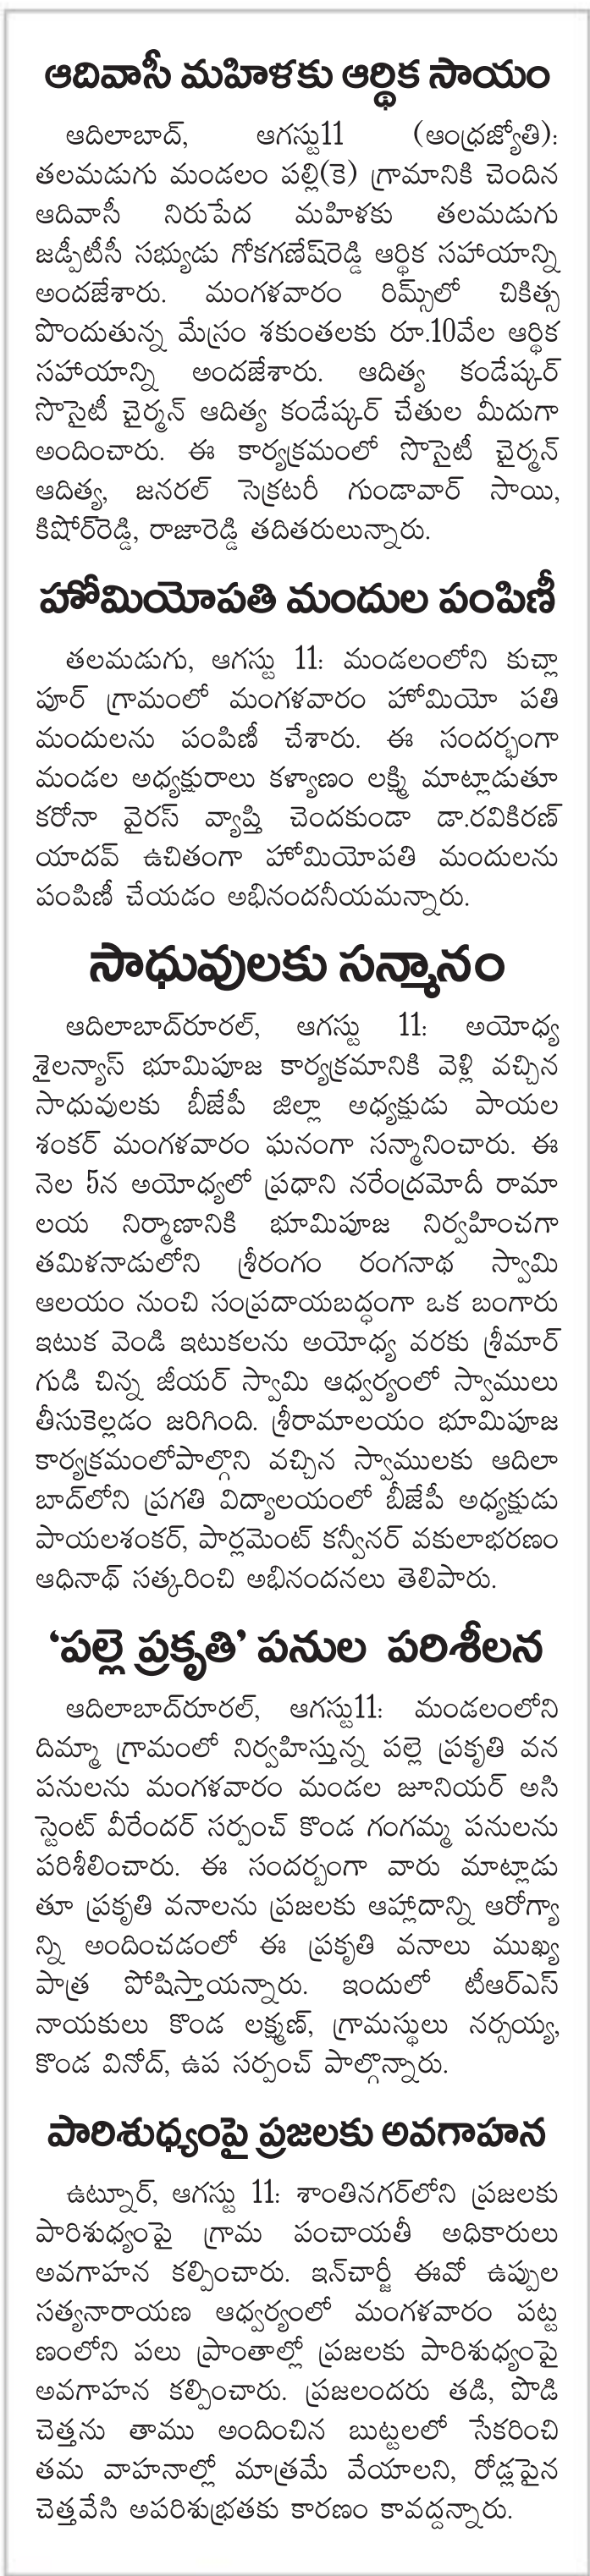 ఆదివాసీ మహిళకు ఆర్థిక సాయం
ఆదిలాబాద్, ఆగస్టు11 (ఆంధ్రజ్యోతి):
తలమడుగు మండలం పల్లి(కె) గ్రామానికి చెందిన
ఆదివాసీ నిరుపేద మహిళకు తలమడుగు
జడ్పీటీసీ సభ్యుడు గోకగణేష్‌రెడ్డి ఆర్థిక సహాయాన్ని
అందజేశారు. మంగళవారం రిమ్స్‌లో చికిత్స
పొందుతున్న మేస్రం శకుంతలకు రూ.10వేల ఆర్థిక
సహాయాన్ని అందజేశారు. ఆదిత్య కండేష్కర్
సొసైటీ చైర్మన్ ఆదిత్య కండేష్కర్ చేతుల మీదుగా
అందించారు. ఈ కార్యక్రమంలో సొసైటీ చైర్మన్
ఆదిత్య, జనరల్ సెక్రటరీ గుండావార్ సాయి,
కిషోర్‌రెడ్డి, రాజారెడ్డి తదితరులున్నారు.
హోమియోపతి మందుల పంపిణీ
తలమడుగు, ఆగస్టు 11: మండలంలోని కుచ్లా
పూర్ గ్రామంలో మంగళవారం హోమియో పతి
మందులను పంపిణీ చేశారు. ఈ సందర్భంగా
మండల అధ్యక్షురాలు కళ్యాణం లక్ష్మి మాట్లాడుతూ
కరోనా వైరస్ వ్యాప్తి చెందకుండా డా.రవికిరణ్
యాదవ్ ఉచితంగా హోమియోపతి మందులను
పంపిణీ చేయడం అభినందనీయమన్నారు.
సాధువులకు సన్మానం
ఆదిలాబాద్‌రూరల్, ఆగస్టు 11: అయోధ్య
శైలన్యాస్ భూమిపూజ కార్యక్రమానికి వెళ్లి వచ్చిన
సాధువులకు బీజేపీ జిల్లా అధ్యక్షుడు పాయల
శంకర్ మంగళవారం ఘనంగా సన్మానించారు. ఈ
నెల 5న అయోధ్యలో ప్రధాని నరేంద్రమోదీ రామా
లయ నిర్మాణానికి భూమిపూజ నిర్వహించగా
తమిళనాడులోని శ్రీరంగం రంగనాథ స్వామి
ఆలయం నుంచి సంప్రదాయబద్ధంగా ఒక బంగారు
ఇటుక వెండి ఇటుకలను అయోధ్య వరకు శ్రీమార్
గుడి చిన్న జీయర్ స్వామి ఆధ్వర్యంలో స్వాములు
తీసుకెల్లడం జరిగింది. శ్రీరామాలయం భూమిపూజ
కార్యక్రమంలోపాల్గొని వచ్చిన స్వాములకు ఆదిలా
బాద్‌లోని ప్రగతి విద్యాలయంలో బీజేపీ అధ్యక్షుడు
పాయలశంకర్, పార్లమెంట్ కన్వీనర్ వకులాభరణం
ఆధినాథ్ సత్కరించి అభినందనలు తెలిపారు.
‘పల్లె ప్రకృతి’ పనుల పరిశీలన
ఆదిలాబాద్‌రూరల్, ఆగస్టు11: మండలంలోని
దిమ్మా గ్రామంలో నిర్వహిస్తున్న పల్లె ప్రకృతి వన
పనులను మంగళవారం మండల జూనియర్ అసి
స్టెంట్ వీరేందర్ సర్పంచ్ కొండ గంగమ్మ పనులను
పరిశీలించారు. ఈ సందర్భంగా వారు మాట్లాడు
తూ ప్రకృతి వనాలను ప్రజలకు ఆహ్లాదాన్ని ఆరోగ్యా
న్ని అందించడంలో ఈ ప్రకృతి వనాలు ముఖ్య
పాత్ర పోషిస్తాయన్నారు. ఇందులో టీఆర్ఎస్
నాయకులు కొండ లక్ష్మణ్, గ్రామస్థులు నర్సయ్య,
కొండ వినోద్, ఉప సర్పంచ్ పాల్గొన్నారు.
పారిశుధ్యంపై ప్రజలకు అవగాహన
ఉట్నూర్, ఆగస్టు 11: శాంతినగర్‌లోని ప్రజలకు
పారిశుధ్యంపై గ్రామ పంచాయతీ అధికారులు
అవగాహన కల్పించారు. ఇన్‌చార్జీ ఈవో ఉప్పుల
సత్యనారాయణ ఆధ్వర్యంలో మంగళవారం పట్ట
ణంలోని పలు ప్రాంతాల్లో ప్రజలకు పారిశుధ్యంపై
అవగాహన కల్పించారు. ప్రజలందరు తడి, పొడి
చెత్తను తాము అందించిన బుట్టలలో సేకరించి
తమ వాహనాల్లో మాత్రమే వేయాలని, రోడ్లపైన
చెత్తవేసి అపరిశుభ్రతకు కారణం కావద్దన్నారు.